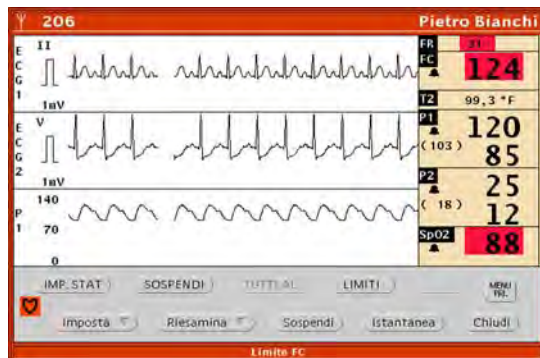 206 Pietro Bianchi
E C G 1
II
1mV
FR 31
FC 124
T2 99,3 °F
E C G 2
V
1mV
P1 120
(103) 85
P2 25
( 18) 12
P 1
140
70
0
SpO2 88
IMP. STAT SOSPENDI TUTTI AL. LIMITI MENU
Imposta Riesamina Sospendi Istantanea Chiudi
Limite FC